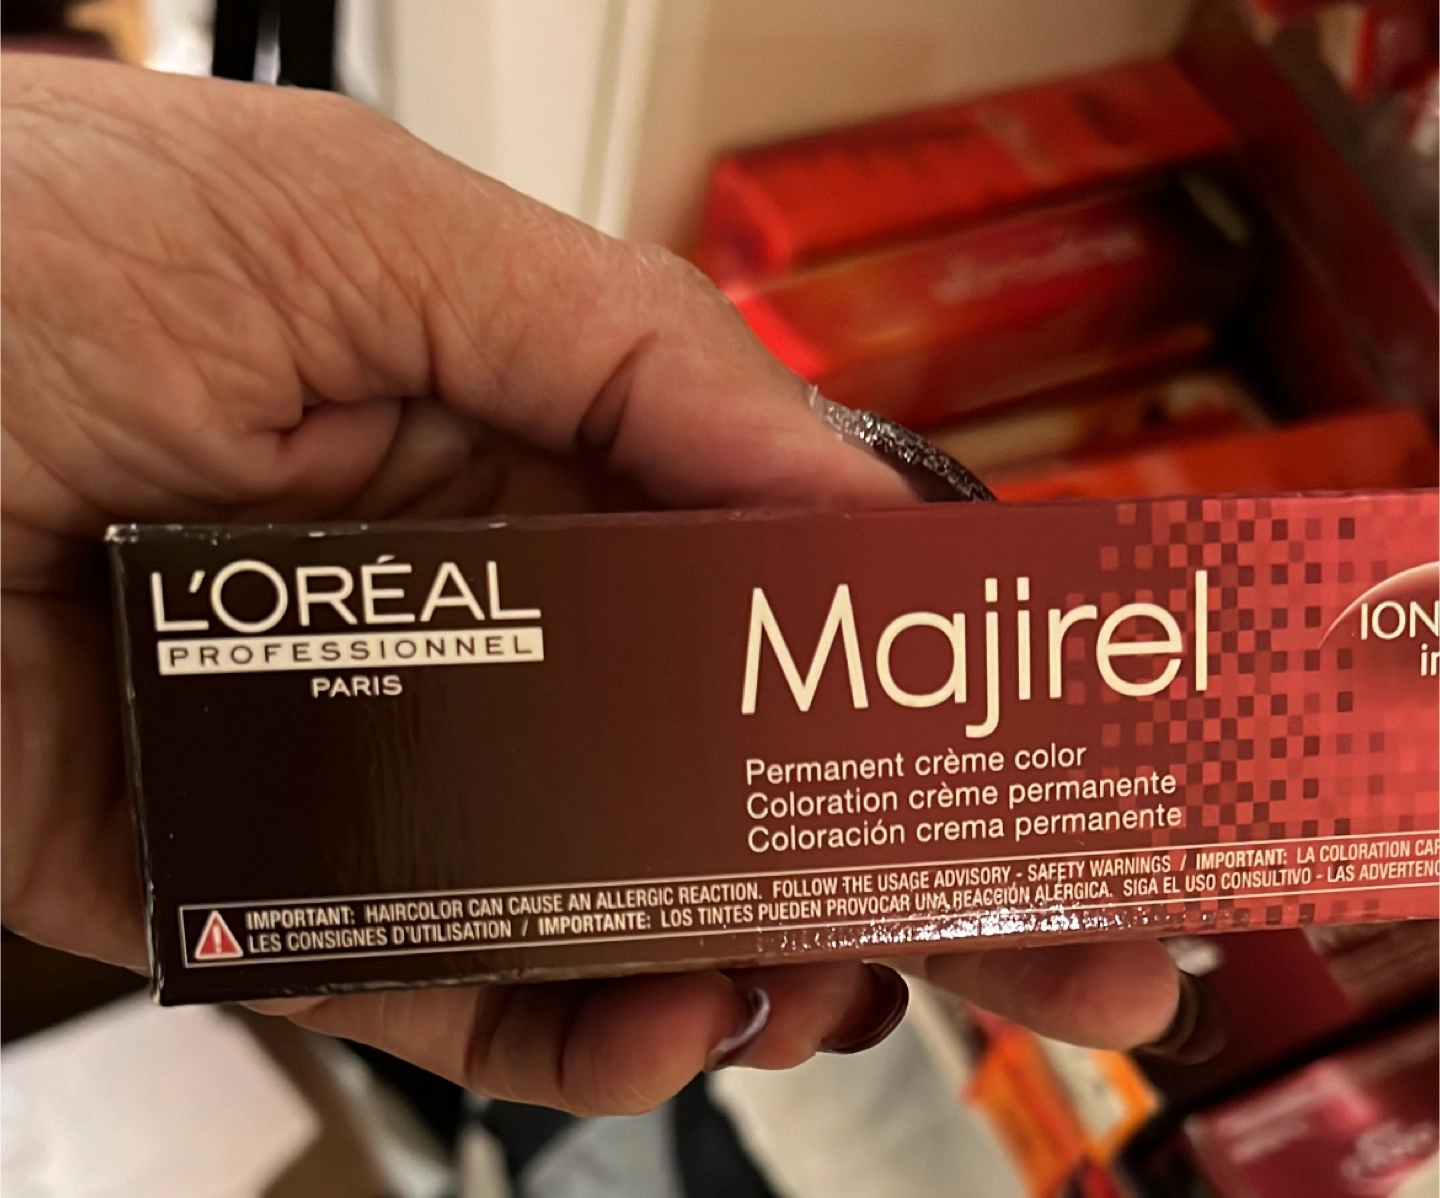 L'ORÉAL
PROFESSIONNEL
PARIS
Majirel
ION
Permanent crème color
Coloration crème permanente
Coloración crema permanente
IMPORTANT: HAIRCOLOR CAN CAUSE AN ALLERGIC REACTION. FOLLOW THE USAGE ADVISORY - SAFETY WARNINGS / IMPORTANT: LA COLORATION
LES CONSIGNES D'UTILISATION / IMPORTANTE: LOS TINTES PUEDEN PROVOCAR UNA REACCIÓN ALÉRGICA. SIGA EL USO CONSULTIVO - LAS